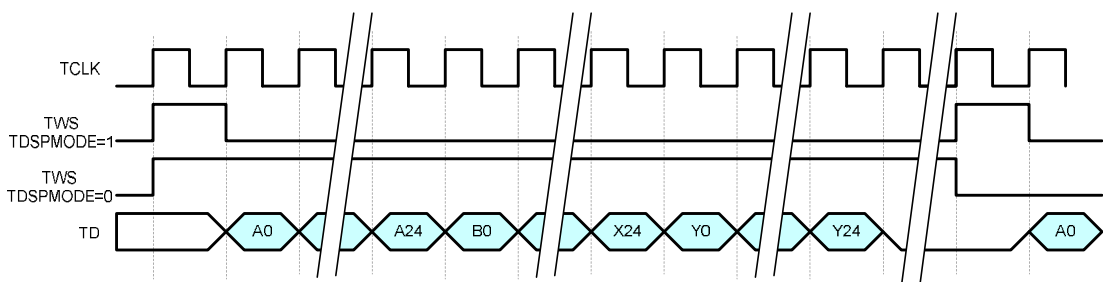 TCLK
TWS
TDSPMODE=1
TWS
TDSPMODE=0
TD A0 A24 B0 X24 Y0 Y24 A0